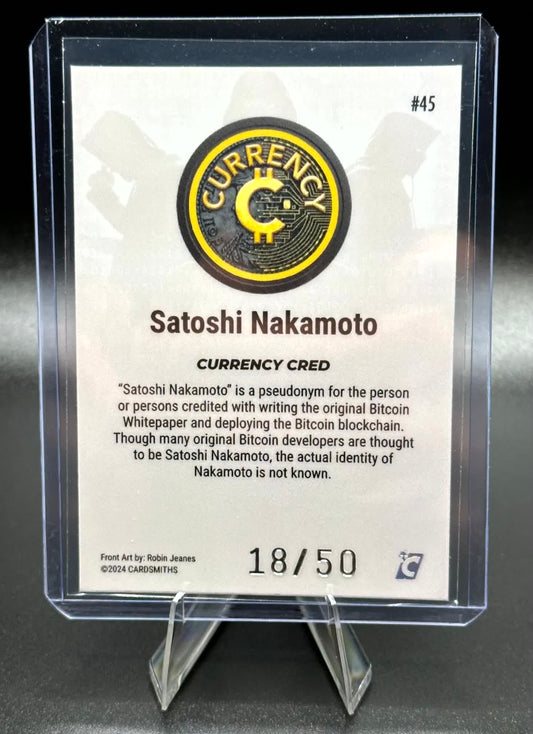 #45
CURRENCY
Satoshi Nakamoto
CURRENCY CRED
“Satoshi Nakamoto” is a pseudonym for the person
or persons credited with writing the original Bitcoin
Whitepaper and deploying the Bitcoin blockchain.
Though many original Bitcoin developers are thought
to be Satoshi Nakamoto, the actual identity of
Nakamoto is not known.
Front Art by: Robin Jeanes
©2024 CARDSMITHS
18/50